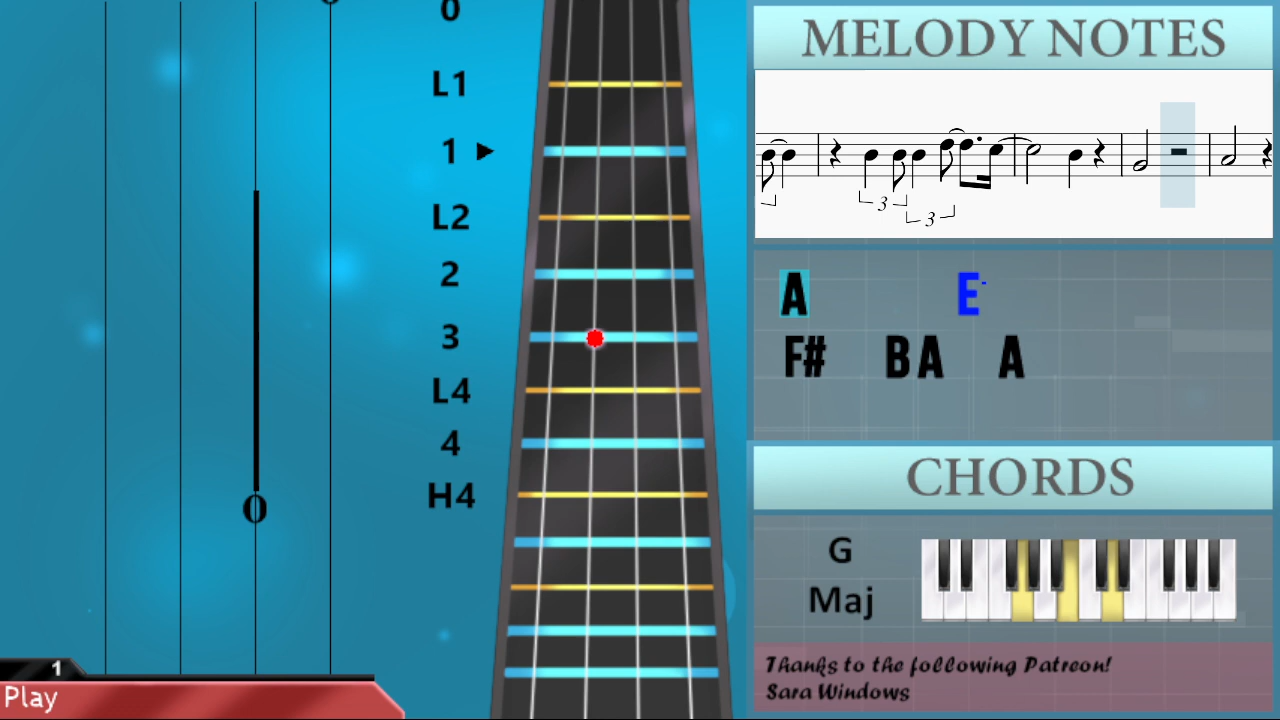 0
L1
1
L2
2
3
L4
4
H4
0
1
Play
MELODY NOTES
3
3
A E-
F# B A A
CHORDS
G
Maj
Thanks to the following Patreon!
Sara Windows